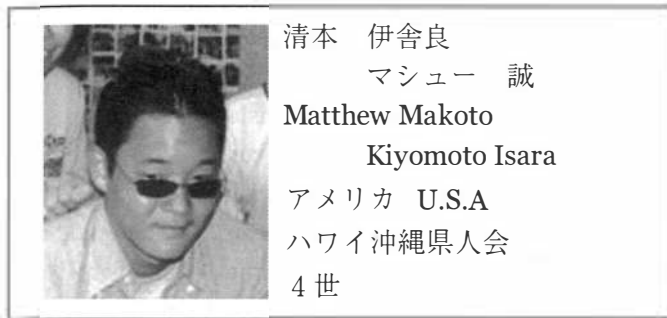 清本　伊舎良
マシュー　誠
Matthew Makoto
Kiyomoto Isara
アメリカ U.S.A
ハワイ沖縄県人会
４世